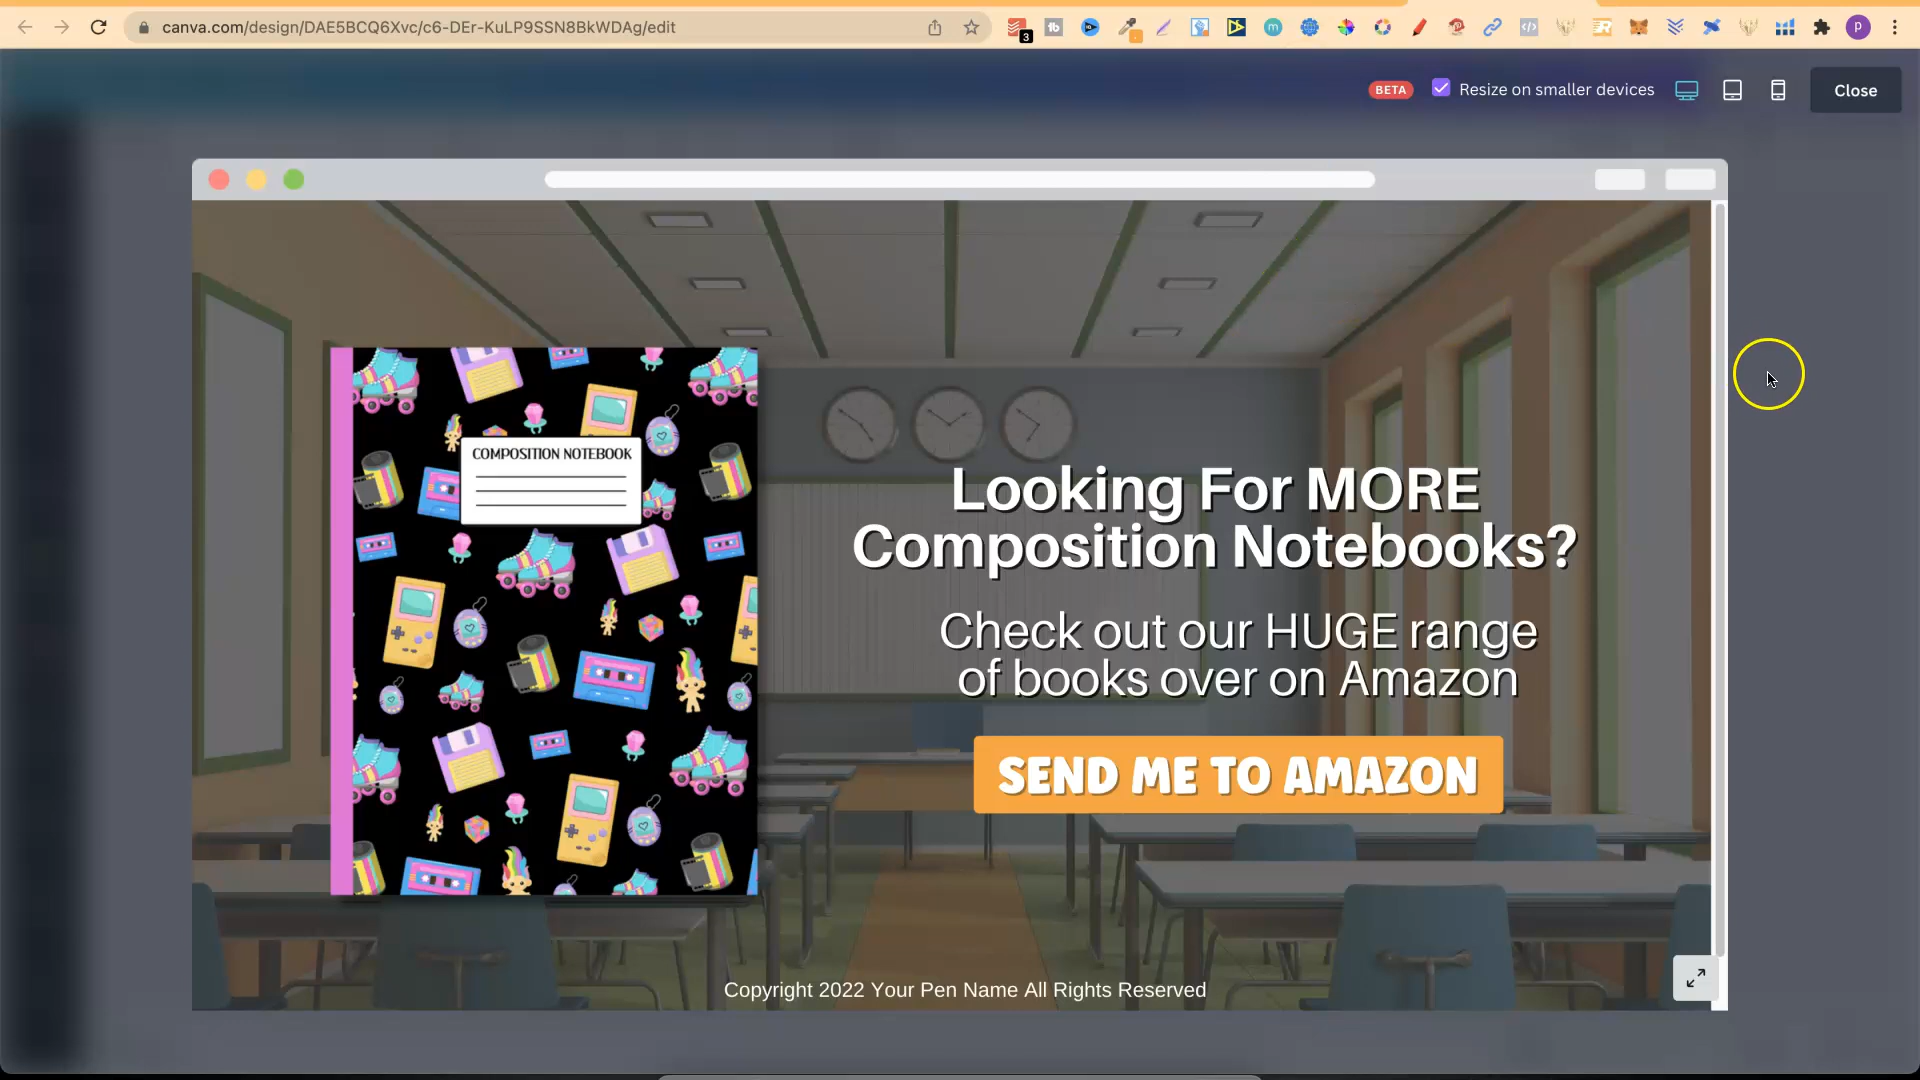 canva.com/design/DAE5BCQ6Xvc/c6-DEr-KuLP9SSN8BkWDAg/edit
3
P
BETA
Resize on smaller devices
Close
COMPOSITION NOTEBOOK
Looking For MORE
Composition Notebooks?
Check out our HUGE range
of books over on Amazon
SEND ME TO AMAZON
Copyright 2022 Your Pen Name All Rights Reserved